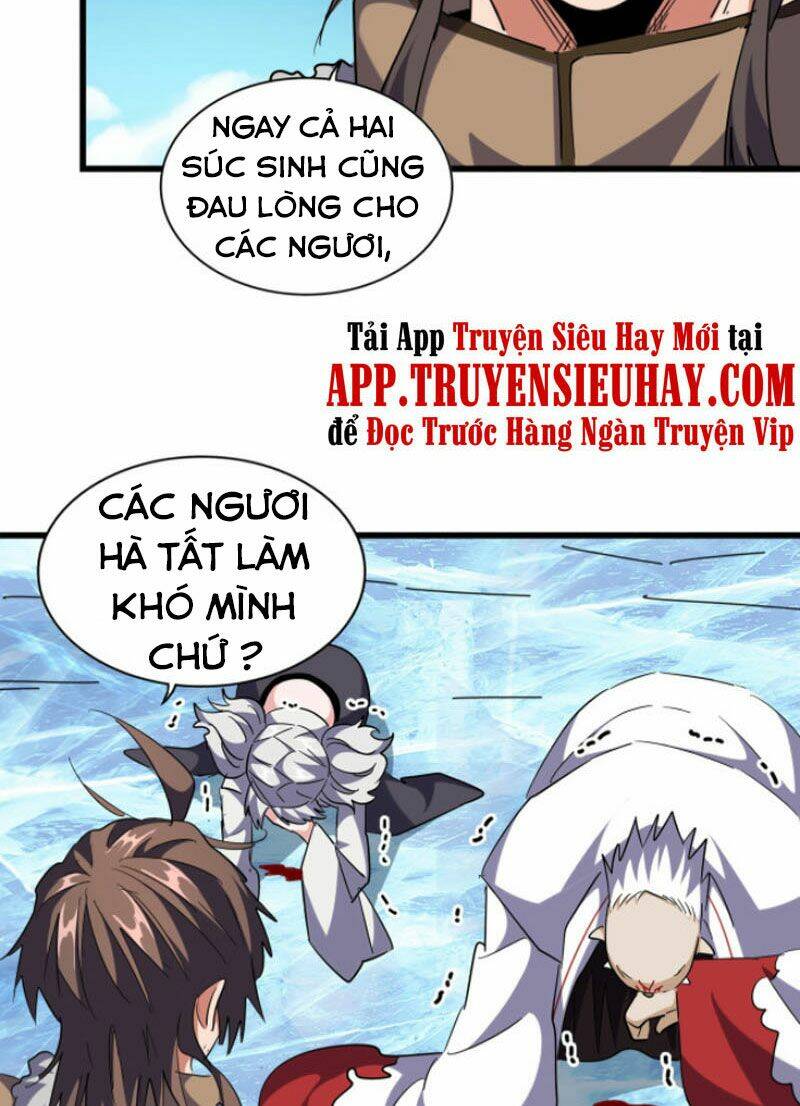 NGAY CẢ HAI
SÚC SINH CŨNG
ĐAU LÒNG CHO
CÁC NGƯƠI,
Tải App Truyện Siêu Hay Mới tại
APP.TRUYENSIEUHAY.COM
để Đọc Trước Hàng Ngàn Truyện Vip
CÁC NGƯƠI
HÀ TẤT LÀM
KHÓ MÌNH
CHỨ ?